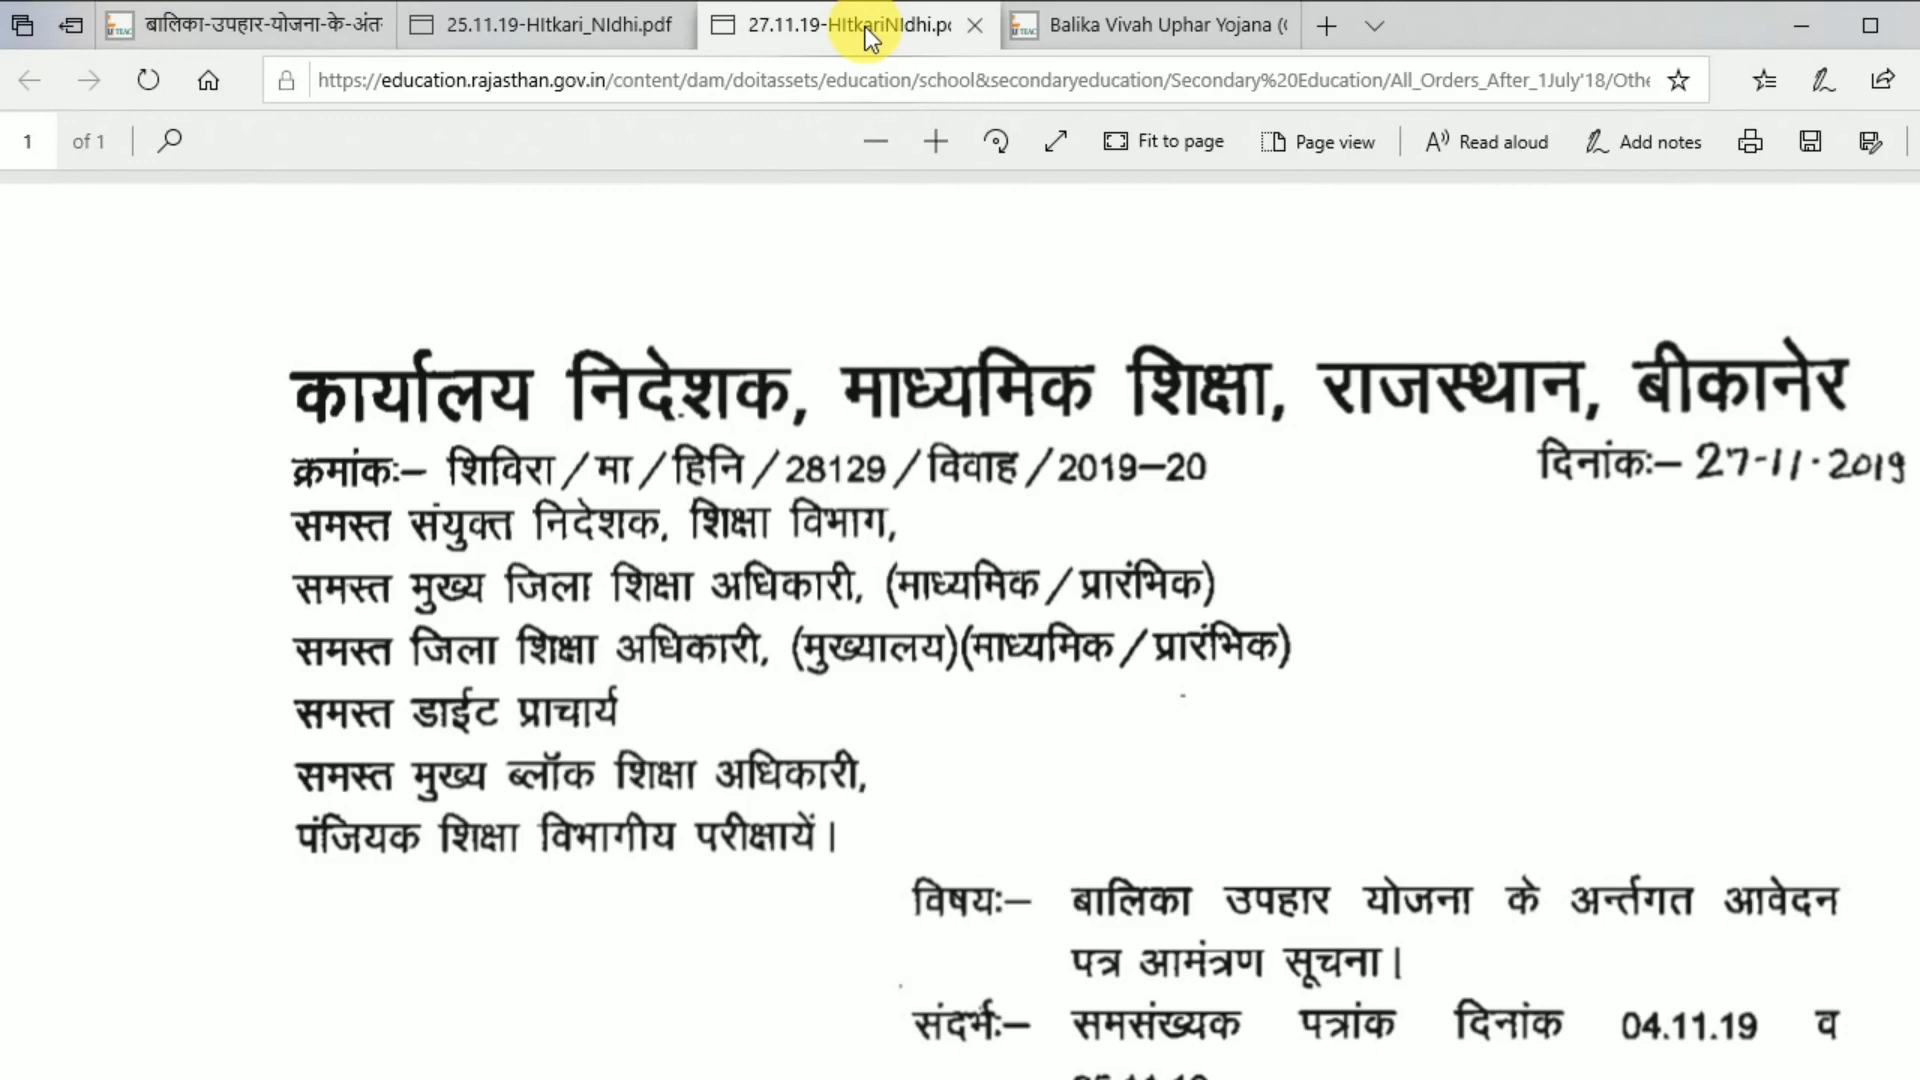 बालिका-उपहार-योजना-के-अंत
25.11.19-HItkari_NIdhi.pdf
27.11.19-HItkariNIdhi.pc
Balika Vivah Uphar Yojana (
https://education.rajasthan.gov.in/content/dam/doitassets/education/school&secondaryeducation/Secondary%20Education/All_Orders_After_1July'18/Othe
1 of 1
Fit to page
Page view
Read aloud
Add notes
कार्यालय निदेशक, माध्यमिक शिक्षा, राजस्थान, बीकानेर
क्रमांकः– शिविरा/मा/हिनि/28129/विवाह/2019–20 दिनांकः– 27-11-2019
समस्त संयुक्त निदेशक, शिक्षा विभाग,
समस्त मुख्य जिला शिक्षा अधिकारी, (माध्यमिक/प्रारंभिक)
समस्त जिला शिक्षा अधिकारी, (मुख्यालय)(माध्यमिक/प्रारंभिक)
समस्त डाईट प्राचार्य
समस्त मुख्य ब्लॉक शिक्षा अधिकारी,
पंजियक शिक्षा विभागीय परीक्षायें।
विषयः– बालिका उपहार योजना के अर्न्तगत आवेदन
पत्र आमंत्रण सूचना।
संदर्भः– समसंख्यक पत्रांक दिनांक 04.11.19 व